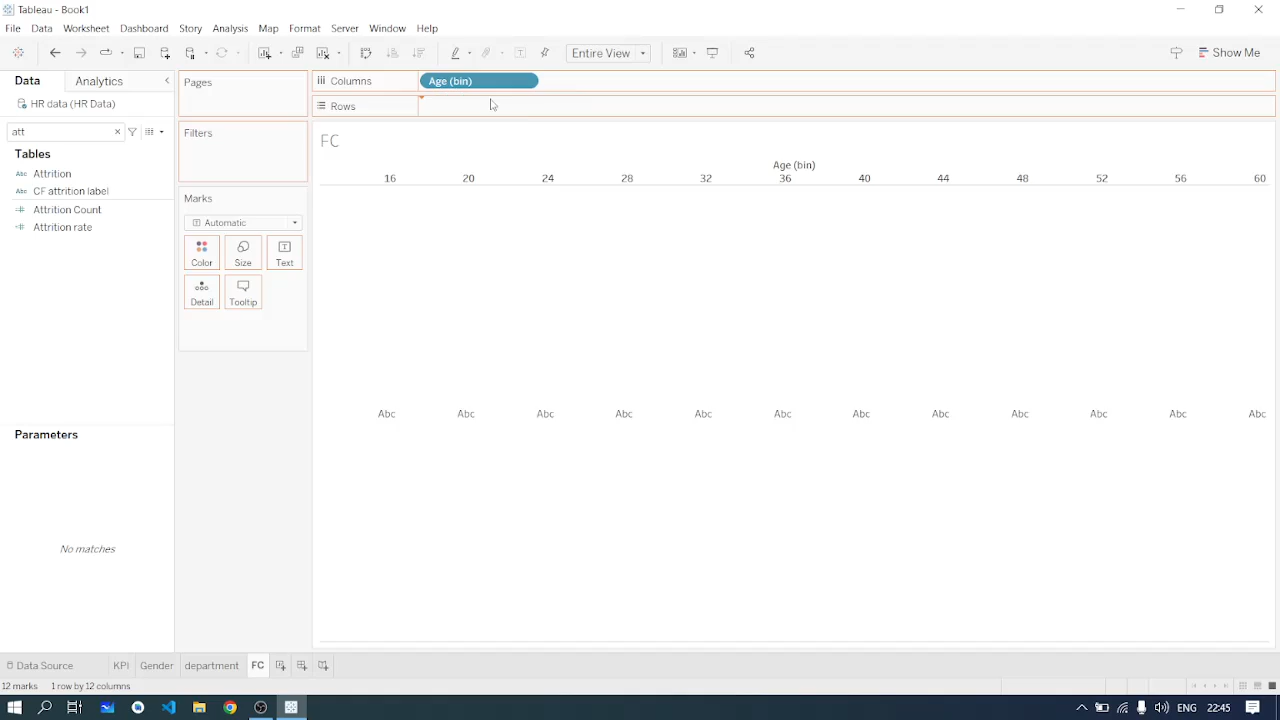 Tableau - Book1
File Data Worksheet Dashboard Story Analysis Map Format Server Window Help
Entire View
Show Me
Data Analytics
HR data (HR Data)
att
Tables
Attrition
CF attrition label
Attrition Count
Attrition rate
Parameters
No matches
Pages
Filters
Marks
Automatic
Color Size Text
Detail Tooltip
Columns Age (bin)
Rows
FC
Age (bin)
16 20 24 28 32 36 40 44 48 52 56 60
Abc Abc Abc Abc Abc Abc Abc Abc Abc Abc Abc Abc
Data Source KPI Gender department FC
12 marks 1 row by 12 columns
ENG 22:45